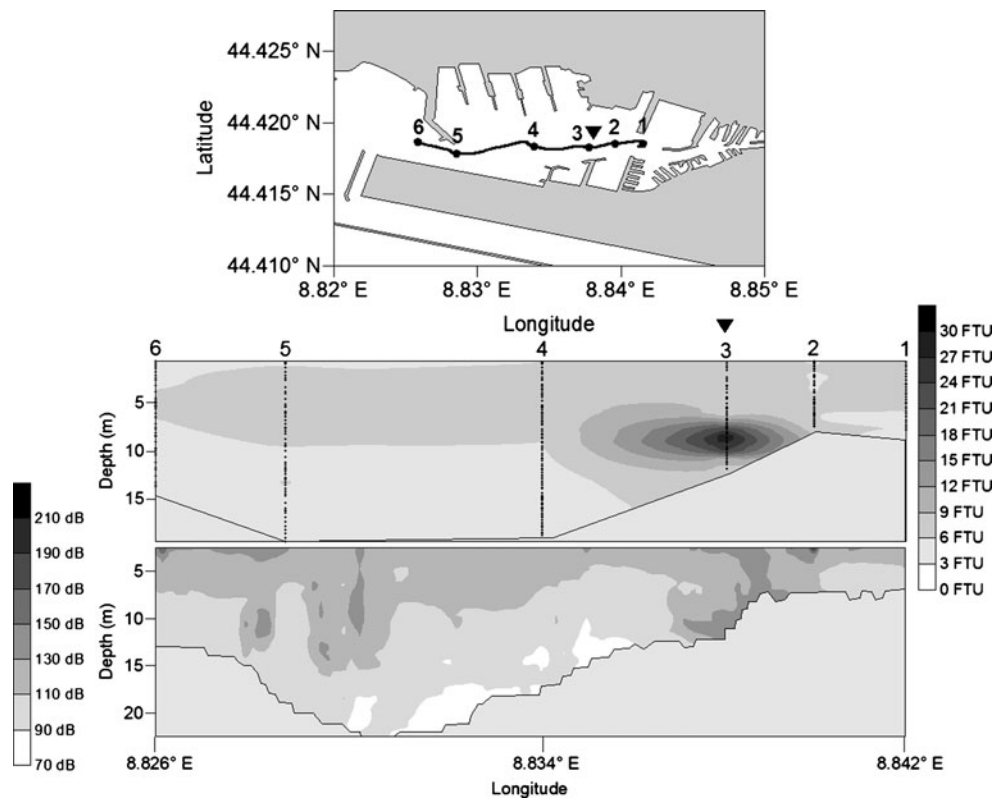 44.425° N
44.420° N
44.415° N
44.410° N
Latitude
6 5 4 3 2 1
8.82° E 8.83° E 8.84° E 8.85° E
Longitude
6 5 4 3 2 1
5
10
15
Depth (m)
30 FTU
27 FTU
24 FTU
21 FTU
18 FTU
15 FTU
12 FTU
9 FTU
6 FTU
3 FTU
0 FTU
210 dB
190 dB
170 dB
150 dB
130 dB
110 dB
90 dB
70 dB
5
10
15
20
Depth (m)
8.826° E 8.834° E 8.842° E
Longitude